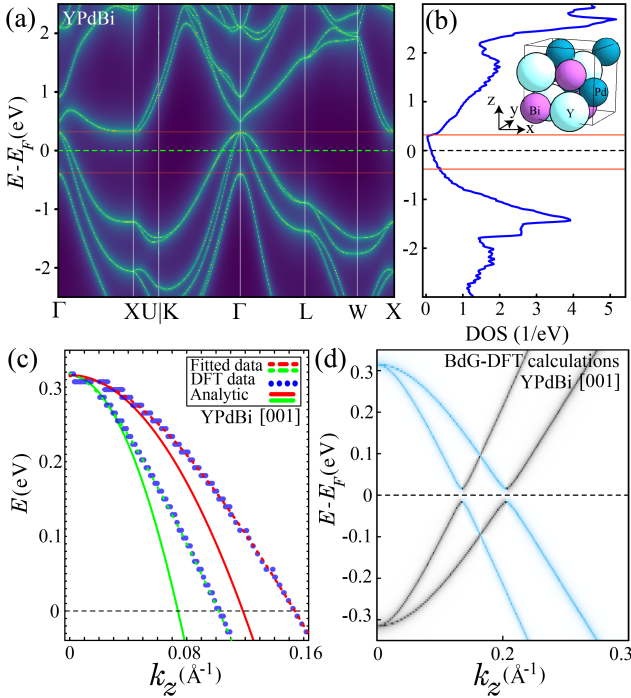 (a) YPdBi
E-E_F(eV)
2
1
0
-1
-2
Γ X U|K Γ L W X
(b)
2
1
0
-1
-2
0 1 2 3 4 5
DOS (1/eV)
Pd
Bi
Y
z
y
x
(c)
Fitted data
DFT data
Analytic
YPdBi [001]
E(eV)
0.3
0.2
0.1
0
0 0.08 0.16
k_z(Å⁻¹)
(d) BdG-DFT calculations
YPdBi [001]
E-E_F(eV)
0.3
0.2
0.1
0
-0.1
-0.2
-0.3
0 0.2 0.3
k_z(Å⁻¹)